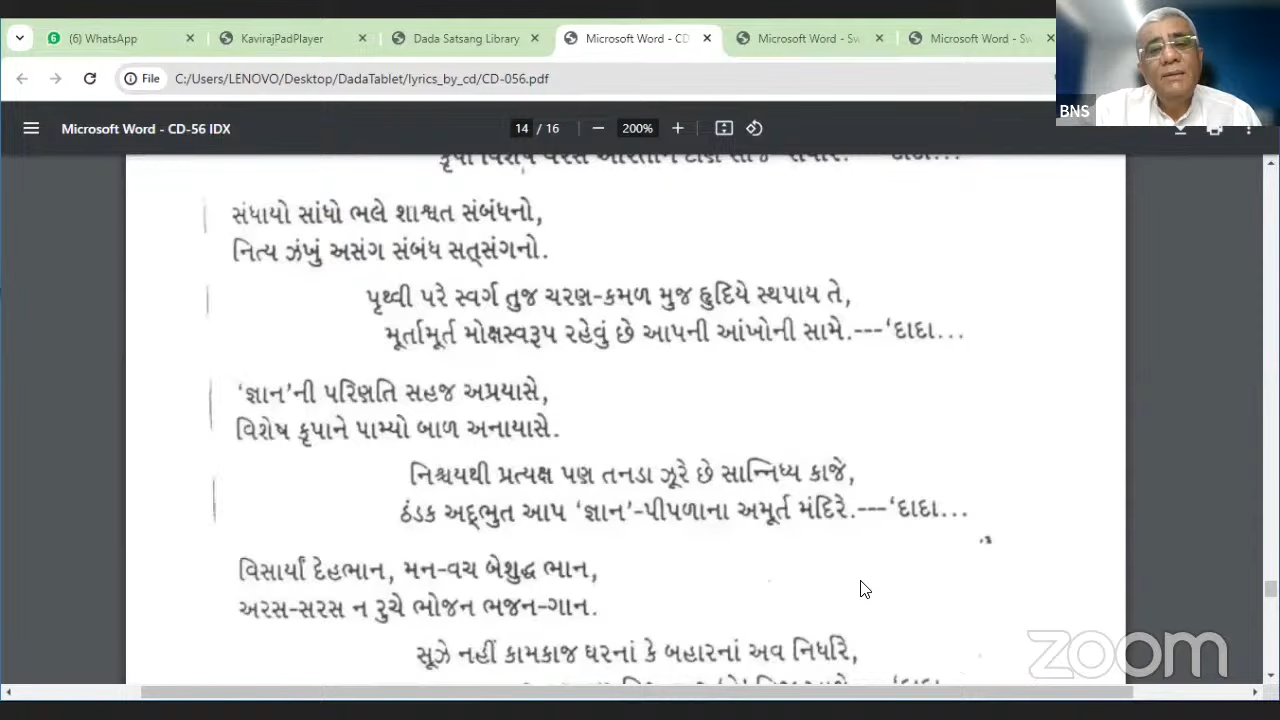 (6) WhatsApp
KavirajPadPlayer
Dada Satsang Library
Microsoft Word - CD
Microsoft Word - Sw
Microsoft Word - Sw
File
C:/Users/LENOVO/Desktop/DadaTablet/lyrics_by_cd/CD-056.pdf
BNS
Microsoft Word - CD-56 IDX
14 / 16
200%
સંધાયો સાંધો ભલે શાશ્વત સંબંધનો,
નિત્ય ઝંખું અસંગ સંબંધ સત્સંગનો.
પૃથ્વી પરે સ્વર્ગ તુજ ચરણ-કમળ મુજ હ્રુદિયે સ્થપાય તે,
મૂર્તામૂર્ત મોક્ષસ્વરૂપ રહેવું છે આપની આંખોની સામે.---‘દાદા...
‘જ્ઞાન’ની પરિણતિ સહજ અપ્રયાસે,
વિશેષ કૃપાને પામ્યો બાળ અનાયાસે.
નિશ્ચયથી પ્રત્યક્ષ પણ તનડા ઝૂરે છે સાન્નિધ્ય કાજે,
ઠંડક અદ્ભુત આપ ‘જ્ઞાન’-પીપળાના અમૂર્ત મંદિરે.---‘દાદા...
વિસાર્યાં દેહભાન, મન-વચ બેશુદ્ધ ભાન,
અરસ-સરસ ન રુચે ભોજન ભજન-ગાન.
સૂઝે નહીં કામકાજ ઘરનાં કે બહારનાં અવ નિર્ધારિ,
zoom